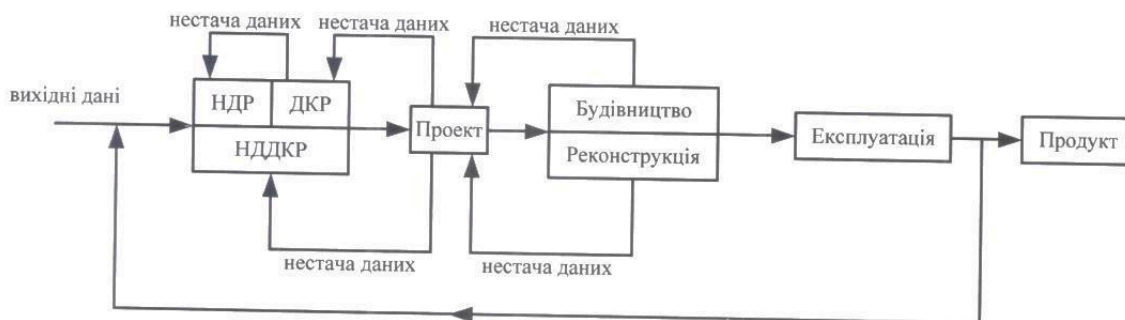 нестача даних
нестача даних
нестача даних
вихідні дані
НДР
ДКР
НДДКР
Проект
Будівництво
Реконструкція
Експлуатація
Продукт
нестача даних
нестача даних